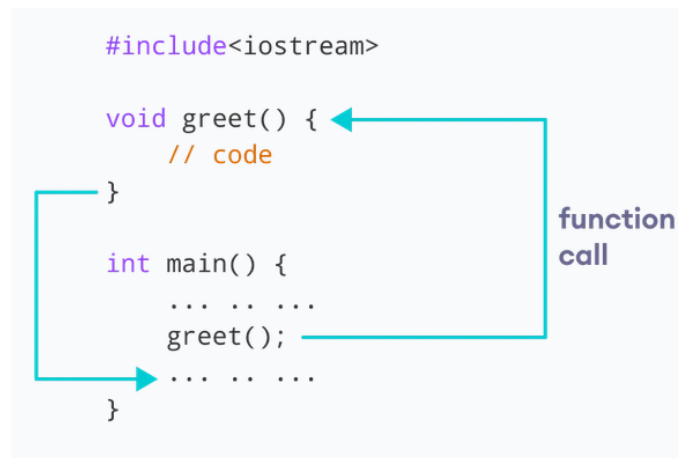 #include<iostream>
void greet() {
// code
}
int main() {
... .. ...
greet();
... .. ...
}
function
call